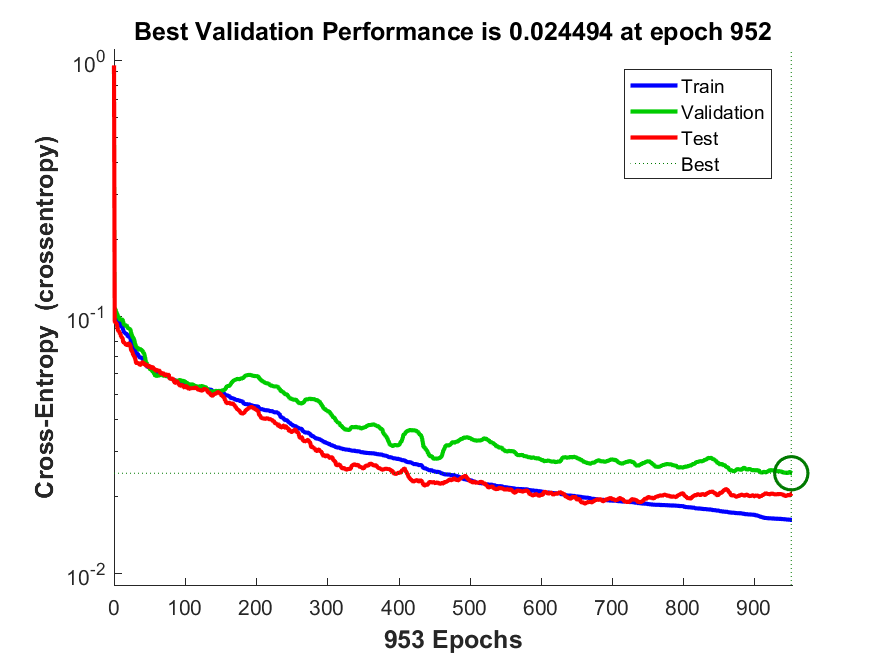 Best Validation Performance is 0.024494 at epoch 952
Cross-Entropy (crossentropy)
10^0
10^-1
10^-2
Train
Validation
Test
Best
0 100 200 300 400 500 600 700 800 900
953 Epochs